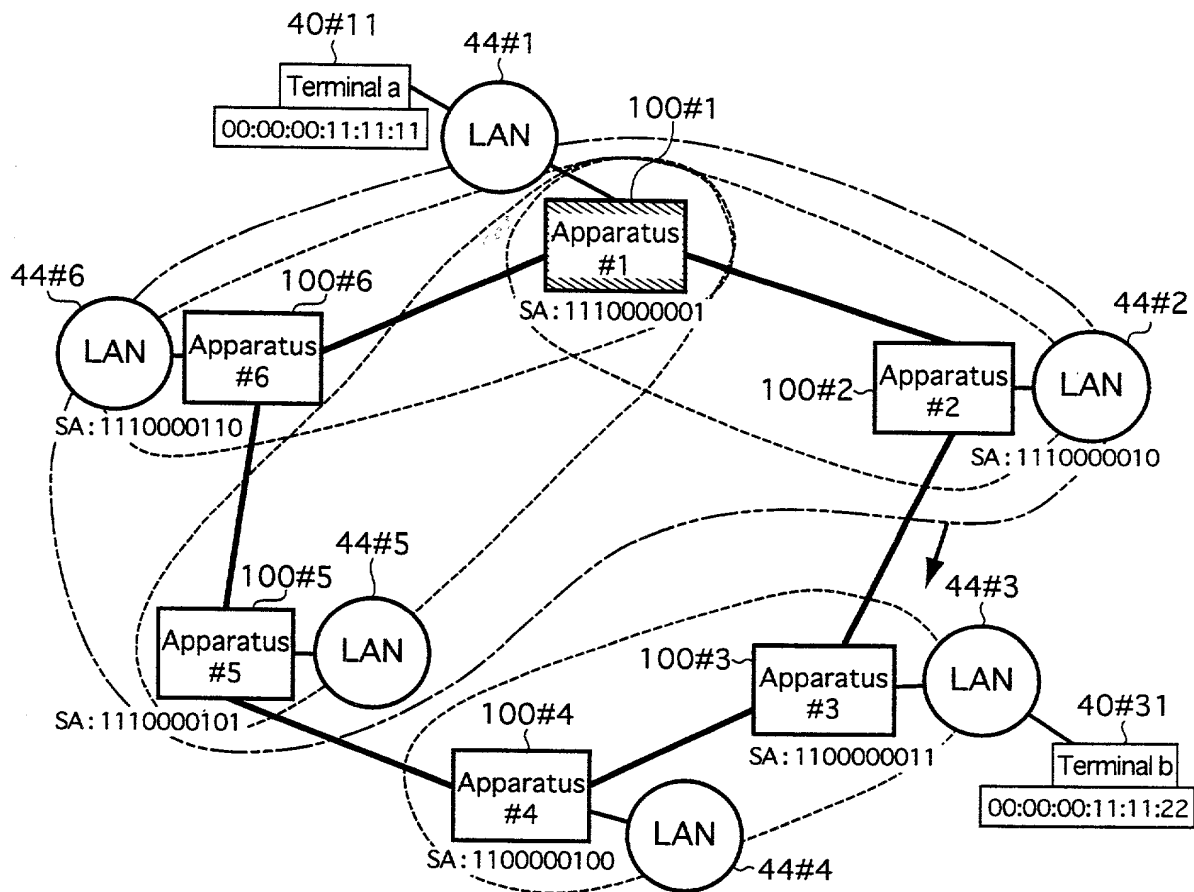 40#11
44#1
Terminal a
00:00:00:11:11:11
LAN
100#1
Apparatus
#1
SA:1110000001
44#6
100#6
LAN
Apparatus
#6
SA:1110000110
44#2
100#2
Apparatus
#2
LAN
SA:1110000010
44#5
100#5
Apparatus
#5
LAN
SA:1110000101
44#3
100#3
Apparatus
#3
LAN
SA:1100000011
40#31
Terminal b
00:00:00:11:11:22
100#4
Apparatus
#4
LAN
SA:1100000100
44#4